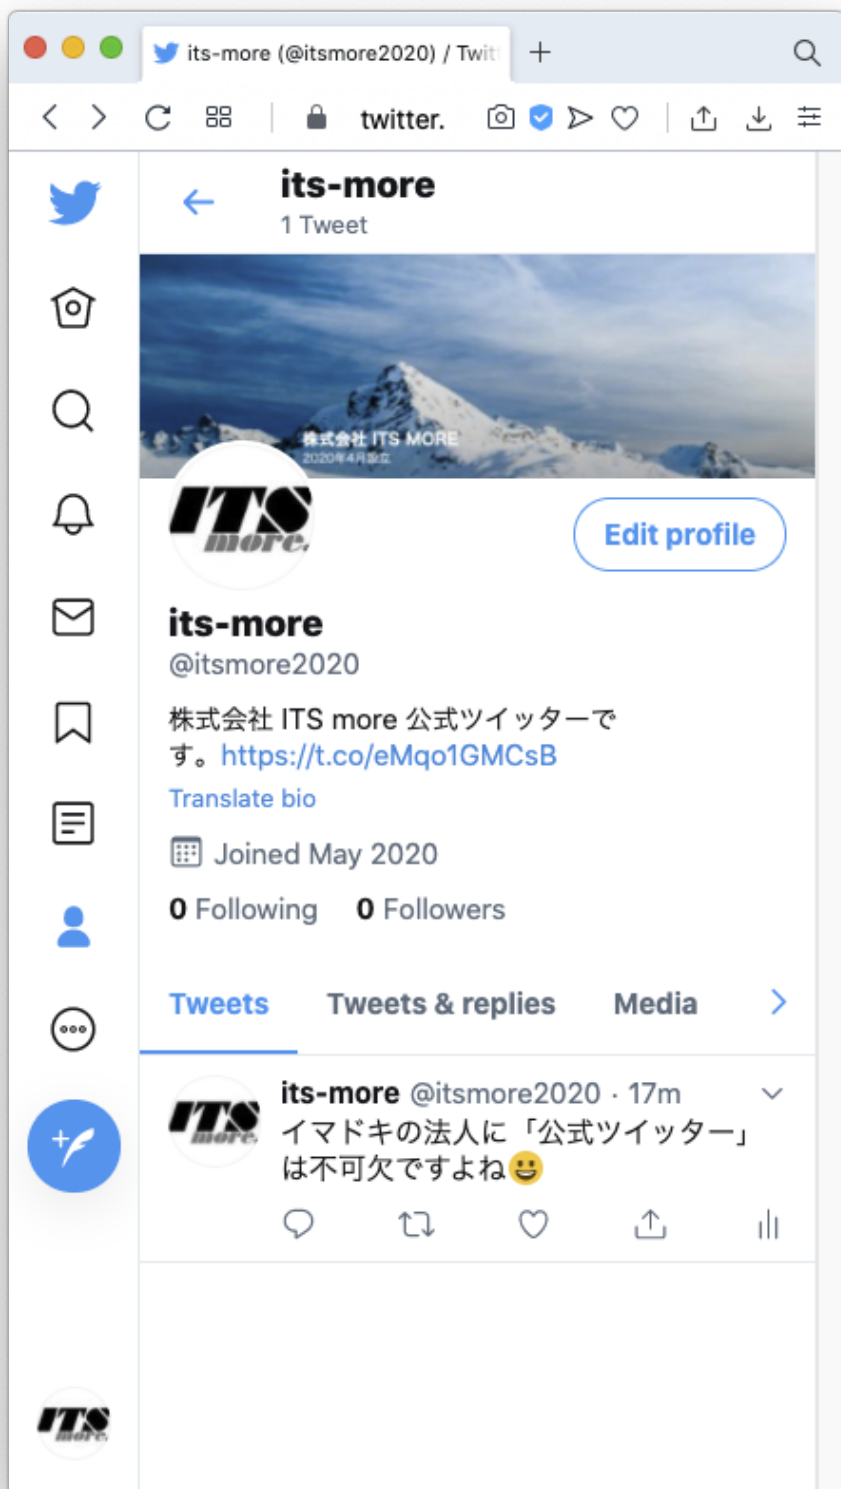 its-more (@itsmore2020) / Twit
twitter.
its-more
1 Tweet
株式会社 ITS MORE
2020年4月設立
ITS
more.
Edit profile
its-more
@itsmore2020
株式会社 ITS more 公式ツイッターで
す。https://t.co/eMqo1GMCsB
Translate bio
Joined May 2020
0 Following 0 Followers
Tweets Tweets & replies Media
ITS
more.
its-more @itsmore2020 · 17m
イマドキの法人に「公式ツイッター」
は不可欠ですよね😃
ITS
more.